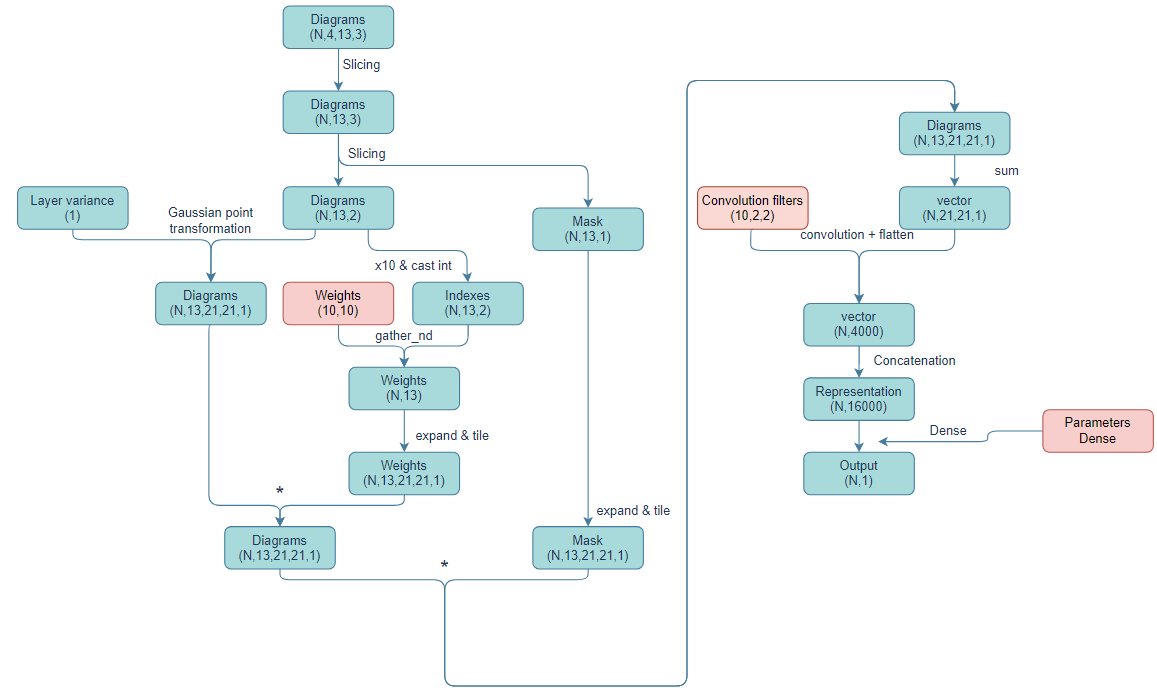 Diagrams
(N,4,13,3)
Slicing
Diagrams
(N,13,3)
Slicing
Layer variance
(1)
Gaussian point
transformation
Diagrams
(N,13,2)
Mask
(N,13,1)
x10 & cast int
Diagrams
(N,13,21,21,1)
Weights
(10,10)
Indexes
(N,13,2)
gather_nd
Weights
(N,13)
expand & tile
Weights
(N,13,21,21,1)
*
expand & tile
Diagrams
(N,13,21,21,1)
Mask
(N,13,21,21,1)
*
Diagrams
(N,13,21,21,1)
sum
Convolution filters
(10,2,2)
vector
(N,21,21,1)
convolution + flatten
vector
(N,4000)
Concatenation
Representation
(N,16000)
Dense
Parameters
Dense
Output
(N,1)